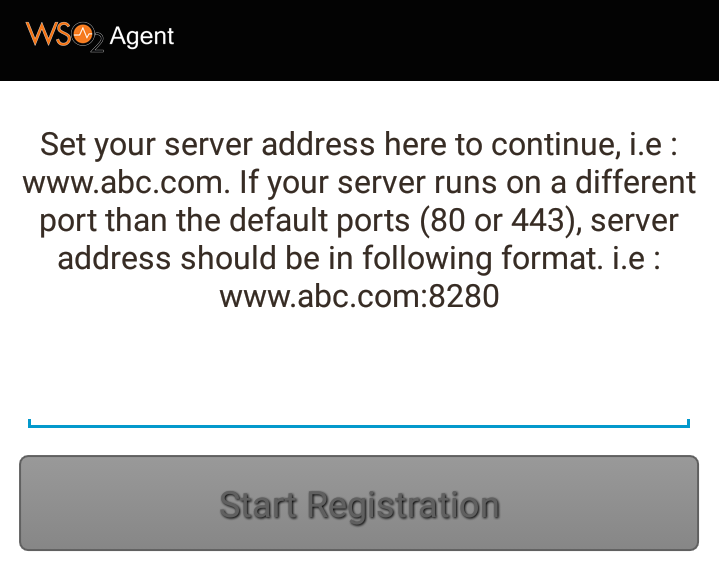 WSO2 Agent
Set your server address here to continue, i.e :
www.abc.com. If your server runs on a different
port than the default ports (80 or 443), server
address should be in following format. i.e :
www.abc.com:8280
Start Registration